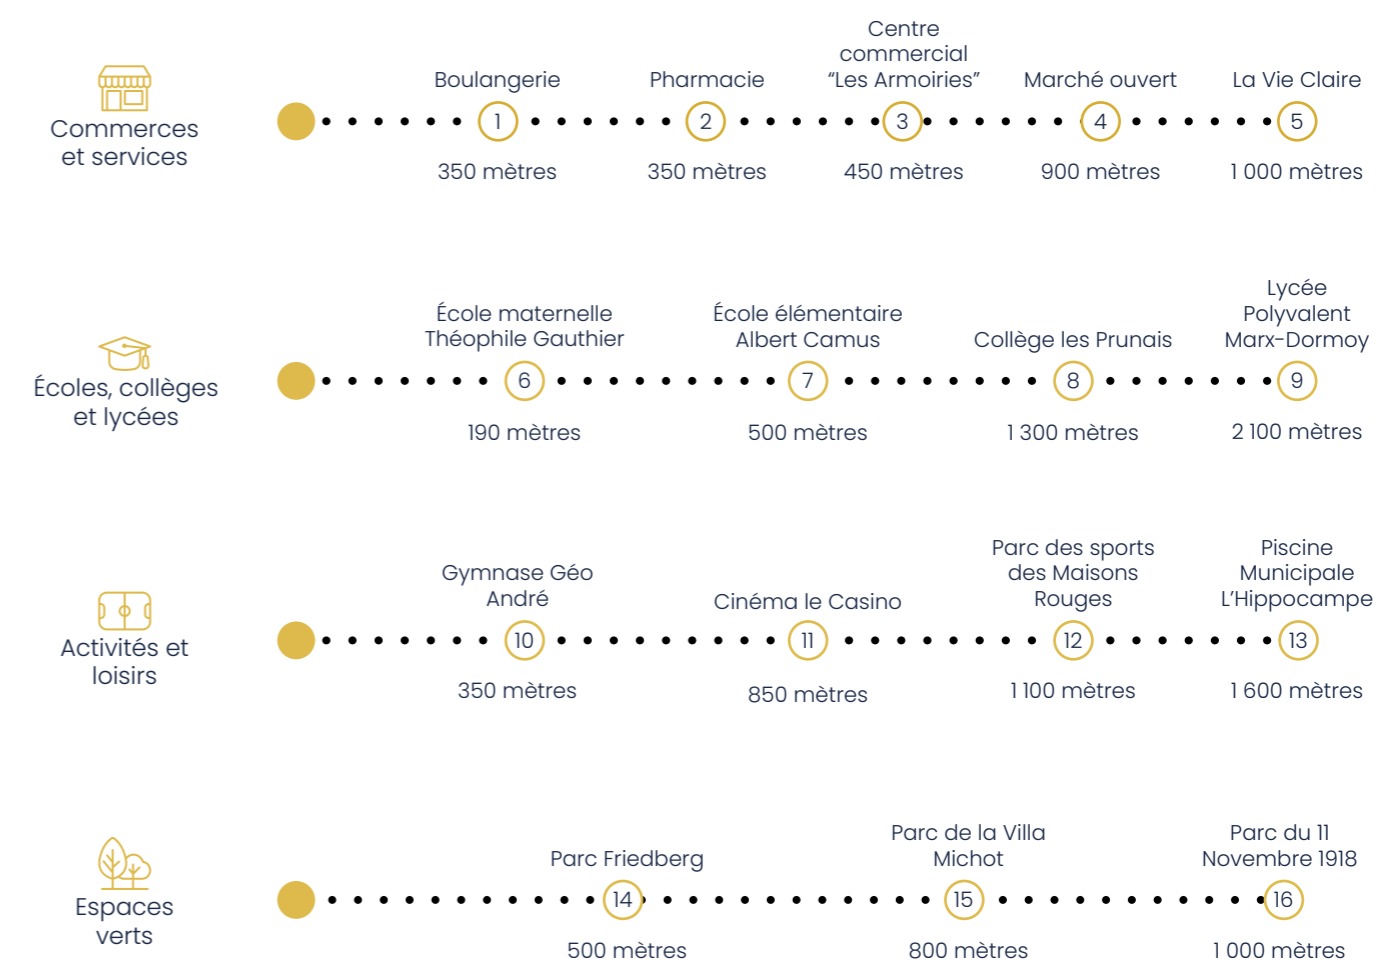 Commerces
et services
Boulangerie
1
350 mètres
Pharmacie
2
350 mètres
Centre
commercial
“Les Armoiries”
3
450 mètres
Marché ouvert
4
900 mètres
La Vie Claire
5
1 000 mètres
Écoles, collèges
et lycées
École maternelle
Théophile Gauthier
6
190 mètres
École élémentaire
Albert Camus
7
500 mètres
Collège les Prunais
8
1 300 mètres
Lycée
Polyvalent
Marx-Dormoy
9
2 100 mètres
Activités et
loisirs
Gymnase Géo
André
10
350 mètres
Cinéma le Casino
11
850 mètres
Parc des sports
des Maisons
Rouges
12
1 100 mètres
Piscine
Municipale
L’Hippocampe
13
1 600 mètres
Espaces
verts
Parc Friedberg
14
500 mètres
Parc de la Villa
Michot
15
800 mètres
Parc du 11
Novembre 1918
16
1 000 mètres